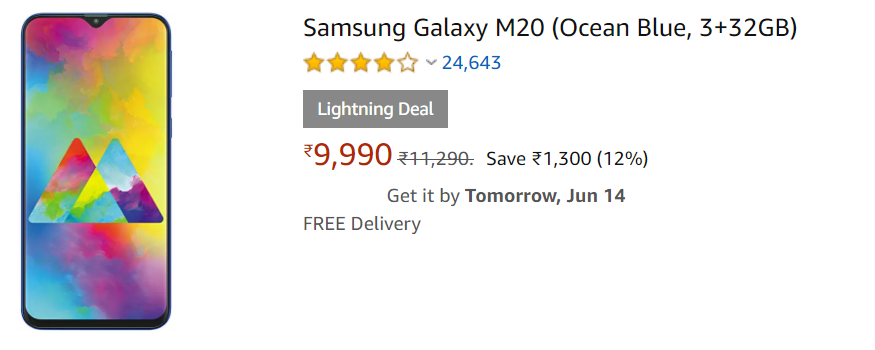 Samsung Galaxy M20 (Ocean Blue, 3+32GB)
24,643
Lightning Deal
₹9,990 ₹11,290. Save ₹1,300 (12%)
Get it by Tomorrow, Jun 14
FREE Delivery